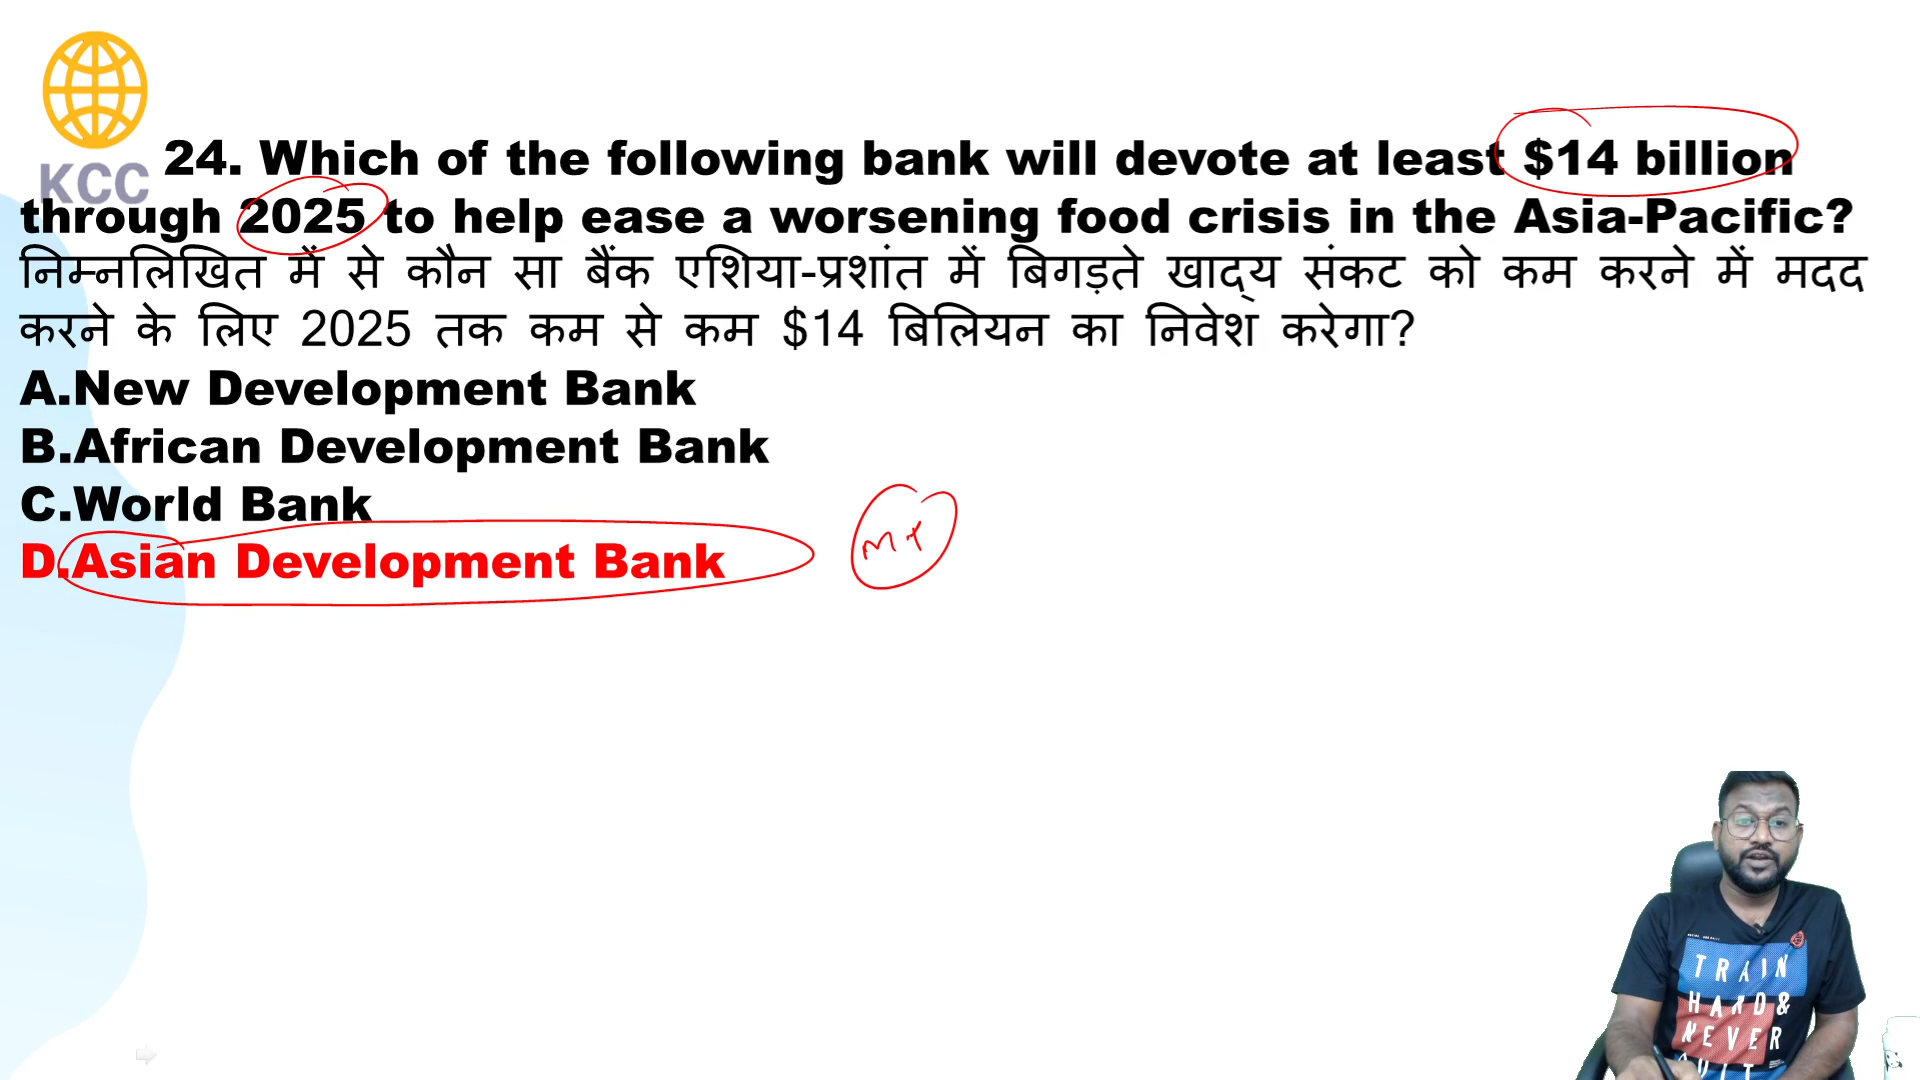 KCC
24. Which of the following bank will devote at least $14 billion
through 2025 to help ease a worsening food crisis in the Asia-Pacific?
निम्नलिखित में से कौन सा बैंक एशिया-प्रशांत में बिगड़ते खाद्य संकट को कम करने में मदद
करने के लिए 2025 तक कम से कम $14 बिलियन का निवेश करेगा?
A.New Development Bank
B.African Development Bank
C.World Bank
D.Asian Development Bank
TRAIN
HARD&
NEVER